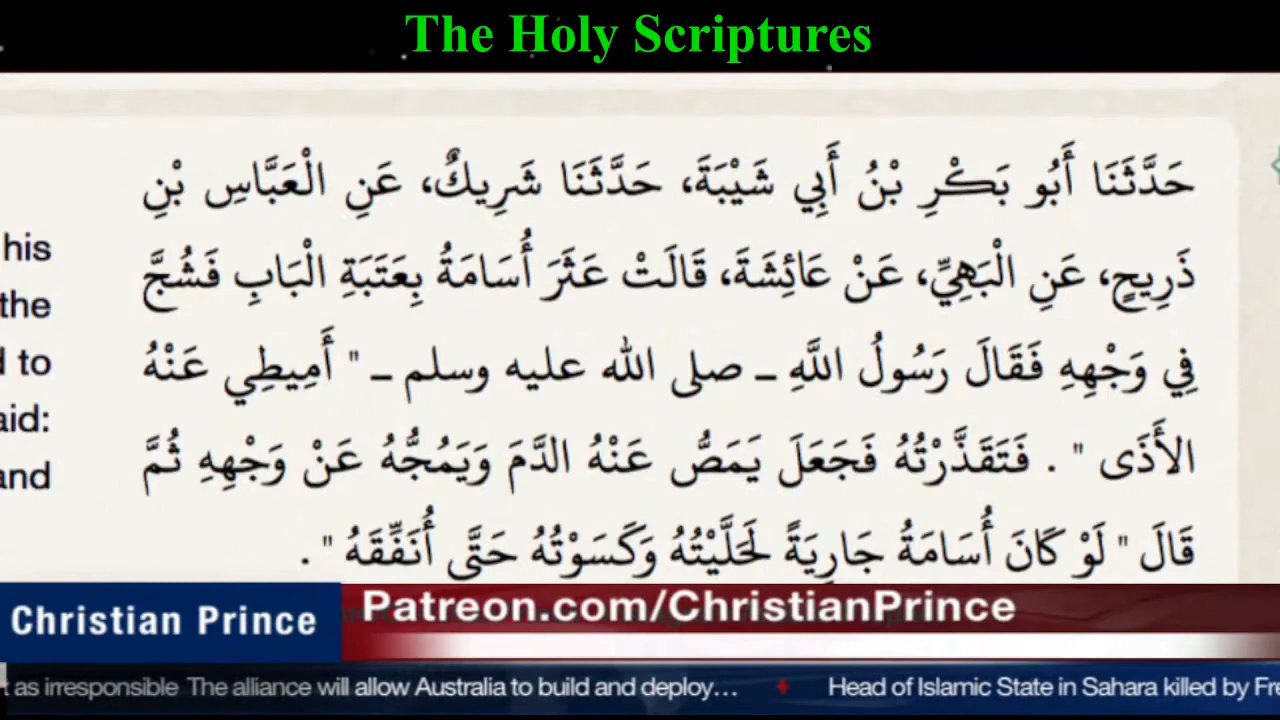 The Holy Scriptures
حَدَّثَنَا أَبُو بَكْرِ بْنُ أَبِي شَيْبَةَ، حَدَّثَنَا شَرِيكٌ، عَنِ الْعَبَّاسِ بْنِ
ذَرِيحٍ، عَنِ الْبَهِيِّ، عَنْ عَائِشَةَ، قَالَتْ عَثَرَ أُسَامَةُ بِعَتَبَةِ الْبَابِ فَشُجَّ
فِي وَجْهِهِ فَقَالَ رَسُولُ اللَّهِ ـ صلى الله عليه وسلم ـ " أَمِيطِي عَنْهُ
الأَذَى " . فَتَقَذَّرْتُهُ فَجَعَلَ يَمَصُّ عَنْهُ الدَّمَ وَيَمُجُّهُ عَنْ وَجْهِهِ ثُمَّ
قَالَ " لَوْ كَانَ أُسَامَةُ جَارِيَةً لَحَلَّيْتُهُ وَكَسَوْتُهُ حَتَّى أُنَفِّقَهُ " .
his
the
to
and
Christian Prince
Patreon.com/ChristianPrince
as irresponsible The alliance will allow Australia to build and deploy... Head of Islamic State in Sahara killed by